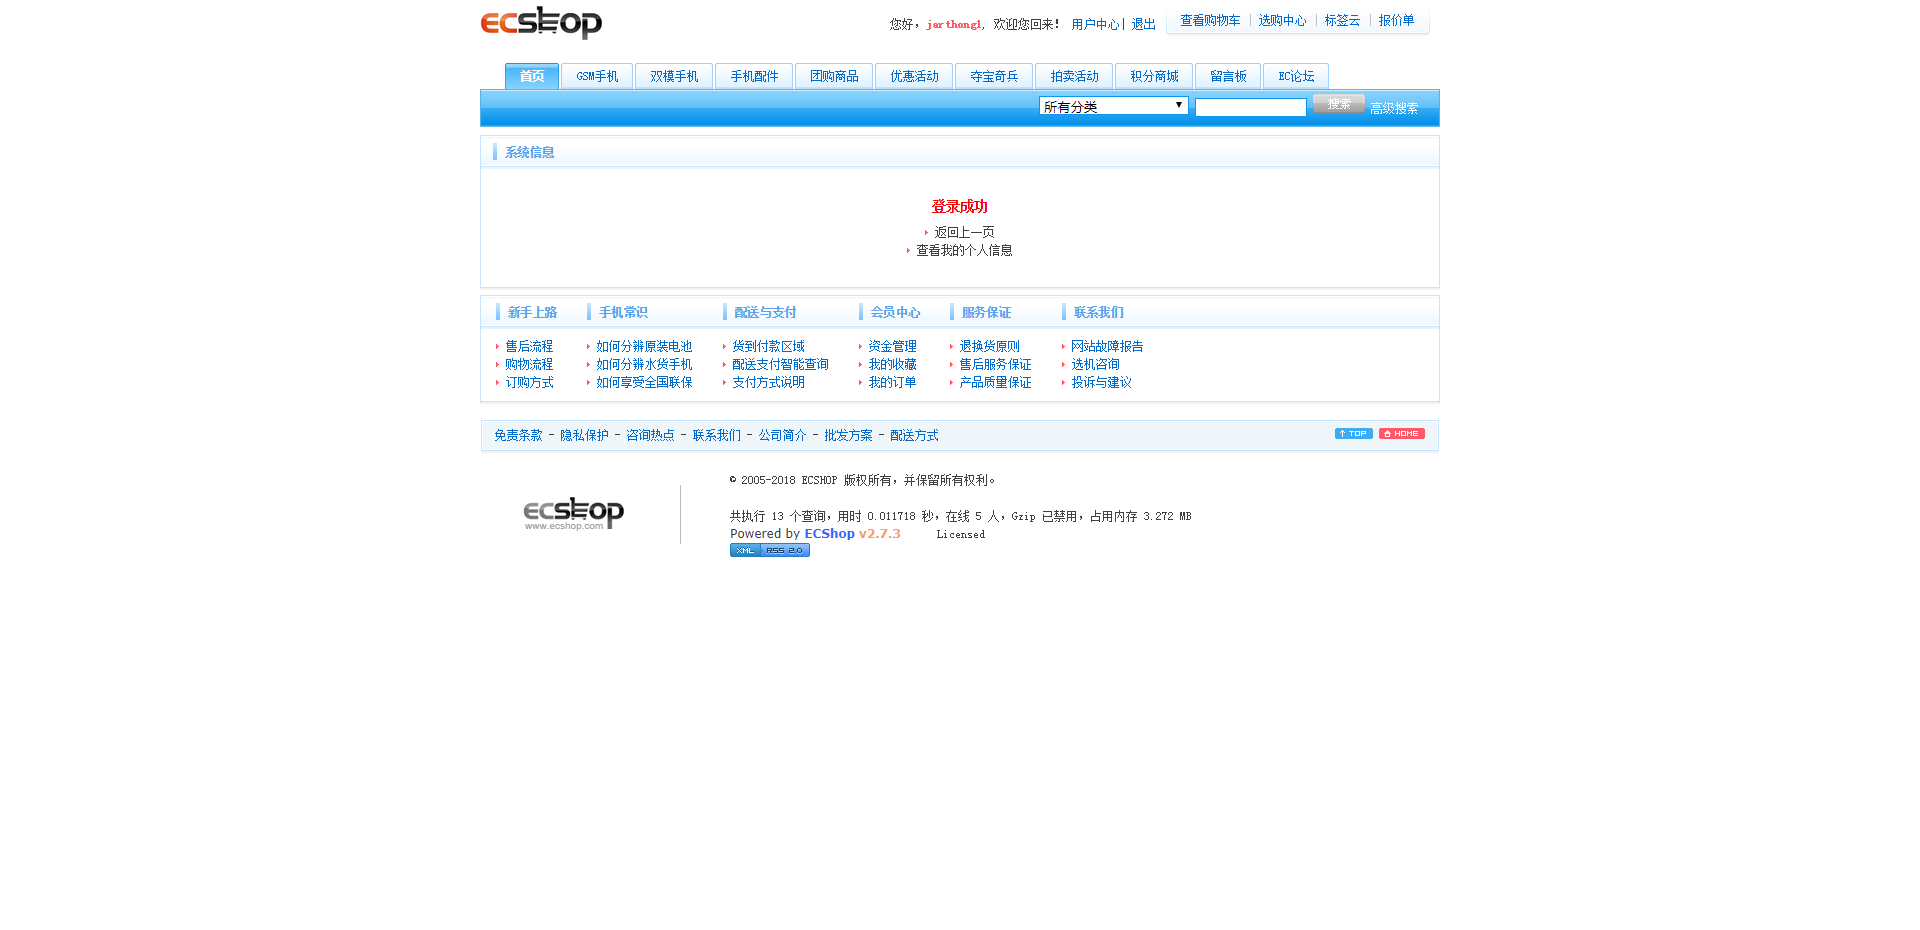 ECSHOP
您好，jarthong1, 欢迎您回来！ 用户中心| 退出
查看购物车 | 选购中心 | 标签云 | 报价单
首页 GSM手机 双模手机 手机配件 团购商品 优惠活动 夺宝奇兵 拍卖活动 积分商城 留言板 EC论坛
所有分类 ▼ 搜索 高级搜索
系统信息
登录成功
返回上一页
查看我的个人信息
新手上路 手机常识 配送与支付 会员中心 服务保证 联系我们
售后流程 如何分辨原装电池 货到付款区域 资金管理 退换货原则 网站故障报告
购物流程 如何分辨水货手机 配送支付智能查询 我的收藏 售后服务保证 选机咨询
订购方式 如何享受全国联保 支付方式说明 我的订单 产品质量保证 投诉与建议
免责条款 - 隐私保护 - 咨询热点 - 联系我们 - 公司简介 - 批发方案 - 配送方式
TOP HOME
© 2005-2018 ECSHOP 版权所有，并保留所有权利。
ecshop
www.ecshop.com
共执行 13 个查询，用时 0.011718 秒，在线 5 人，Gzip 已禁用，占用内存 3.272 MB
Powered by ECShop v2.7.3 Licensed
XML RSS 2.0